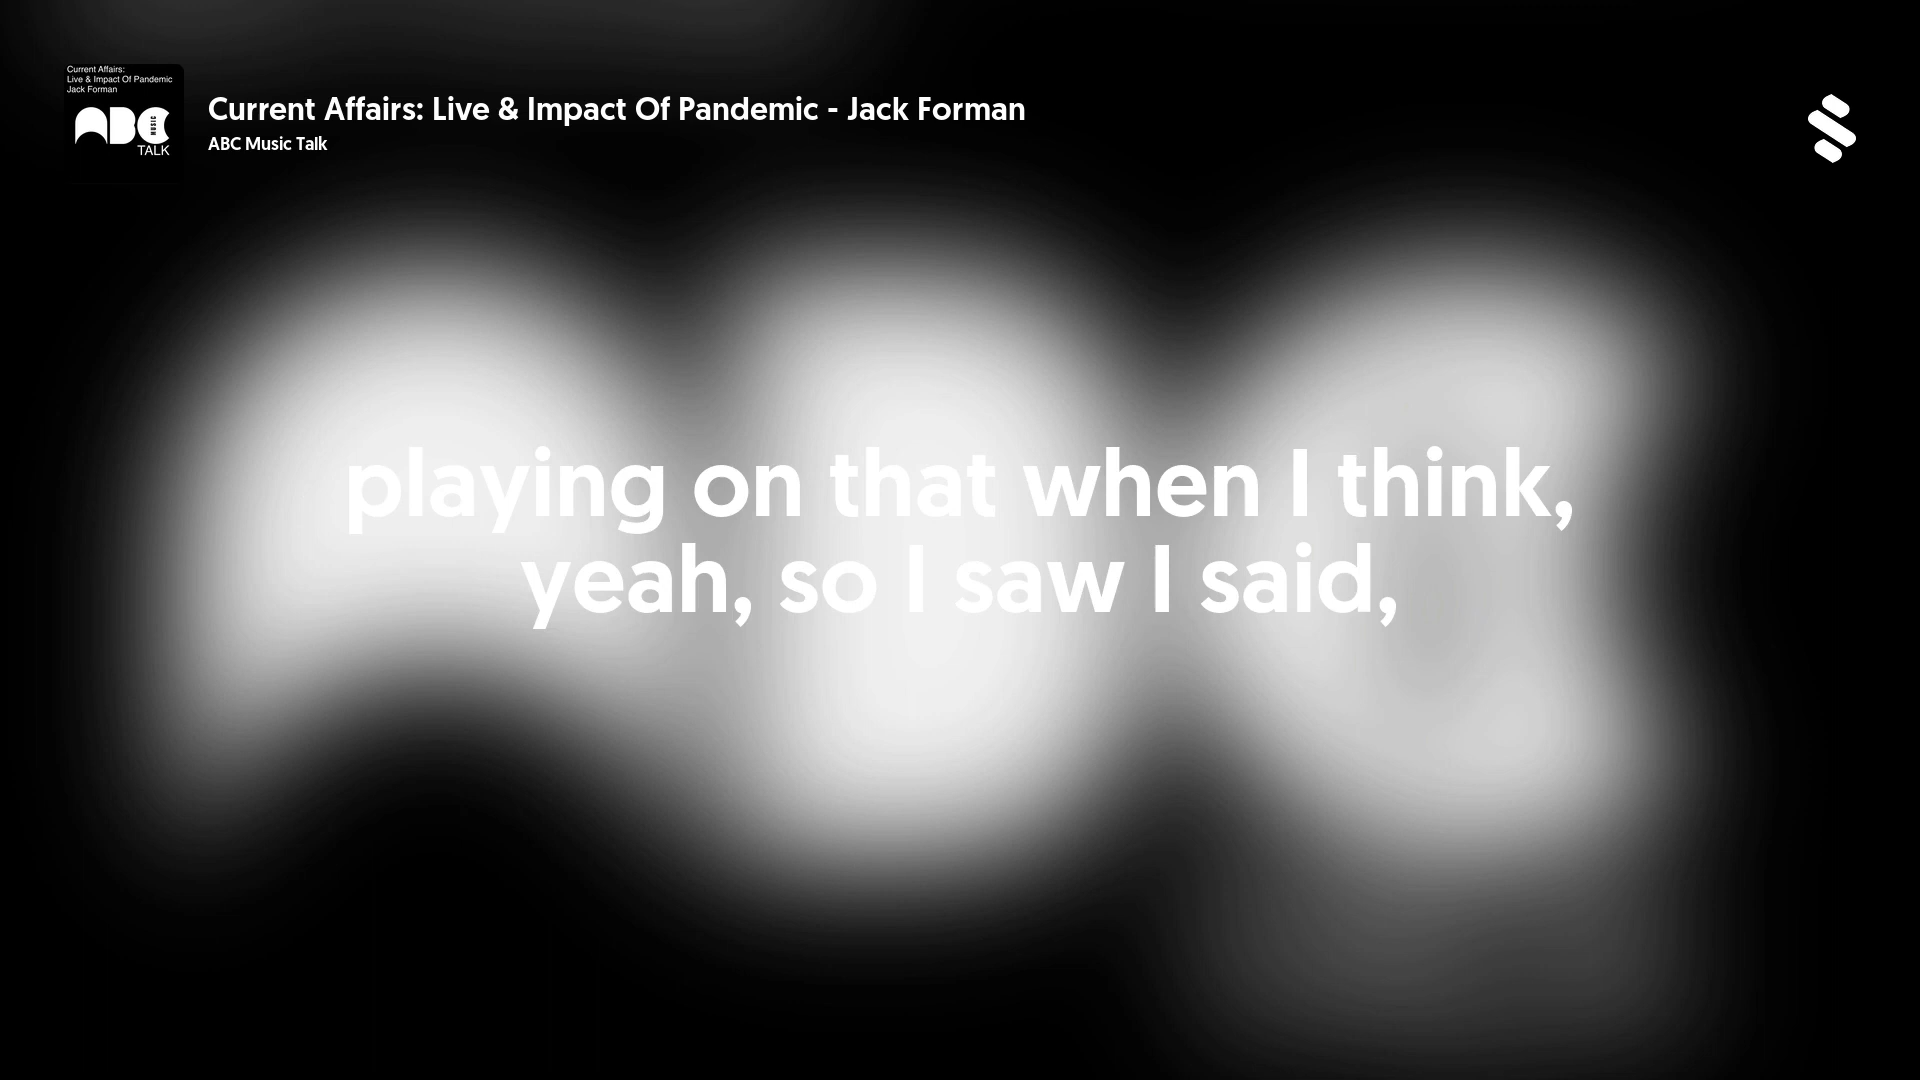 Current Affairs:
Live & Impact Of Pandemic
Jack Forman
ABC MUSIC
TALK
Current Affairs: Live & Impact Of Pandemic - Jack Forman
ABC Music Talk
playing on that when I think,
yeah, so I saw I said,